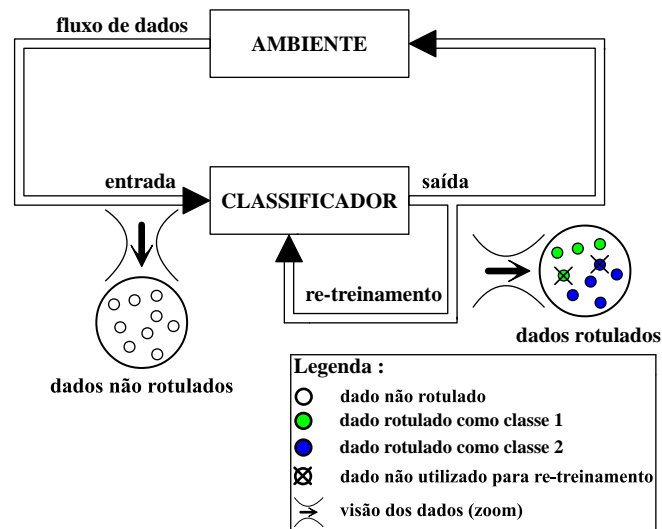 fluxo de dados
AMBIENTE
entrada
CLASSIFICADOR
saída
re-treinamento
dados rotulados
dados não rotulados
Legenda :
dado não rotulado
dado rotulado como classe 1
dado rotulado como classe 2
dado não utilizado para re-treinamento
visão dos dados (zoom)